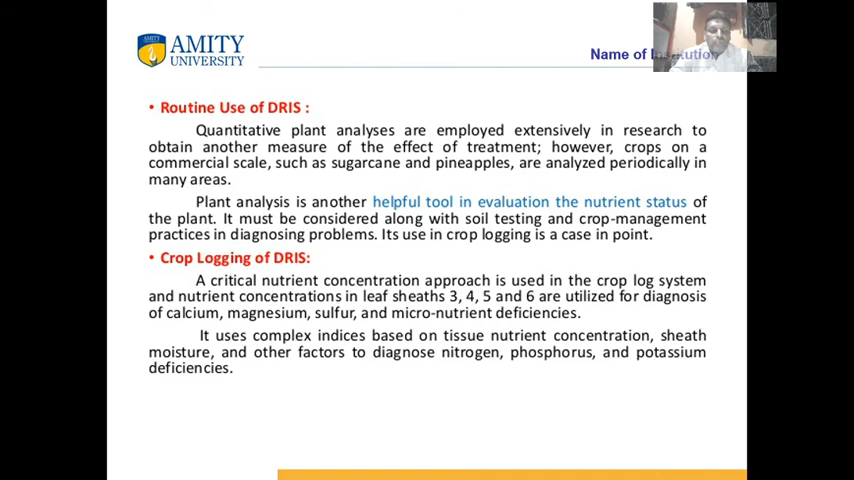 AMITY
UNIVERSITY
Name of Institution
• Routine Use of DRIS :
Quantitative plant analyses are employed extensively in research to
obtain another measure of the effect of treatment; however, crops on a
commercial scale, such as sugarcane and pineapples, are analyzed periodically in
many areas.
Plant analysis is another helpful tool in evaluation the nutrient status of
the plant. It must be considered along with soil testing and crop-management
practices in diagnosing problems. Its use in crop logging is a case in point.
• Crop Logging of DRIS:
A critical nutrient concentration approach is used in the crop log system
and nutrient concentrations in leaf sheaths 3, 4, 5 and 6 are utilized for diagnosis
of calcium, magnesium, sulfur, and micro-nutrient deficiencies.
It uses complex indices based on tissue nutrient concentration, sheath
moisture, and other factors to diagnose nitrogen, phosphorus, and potassium
deficiencies.